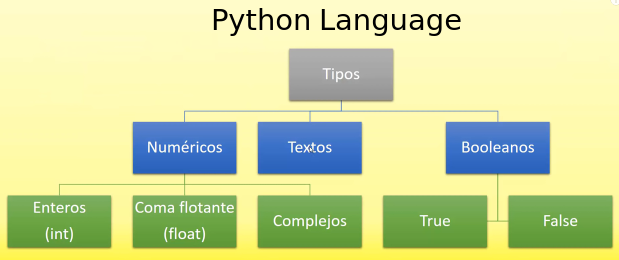 Python Language
Tipos
Numéricos
Textos
Booleanos
Enteros
(int)
Coma flotante
(float)
Complejos
True
False